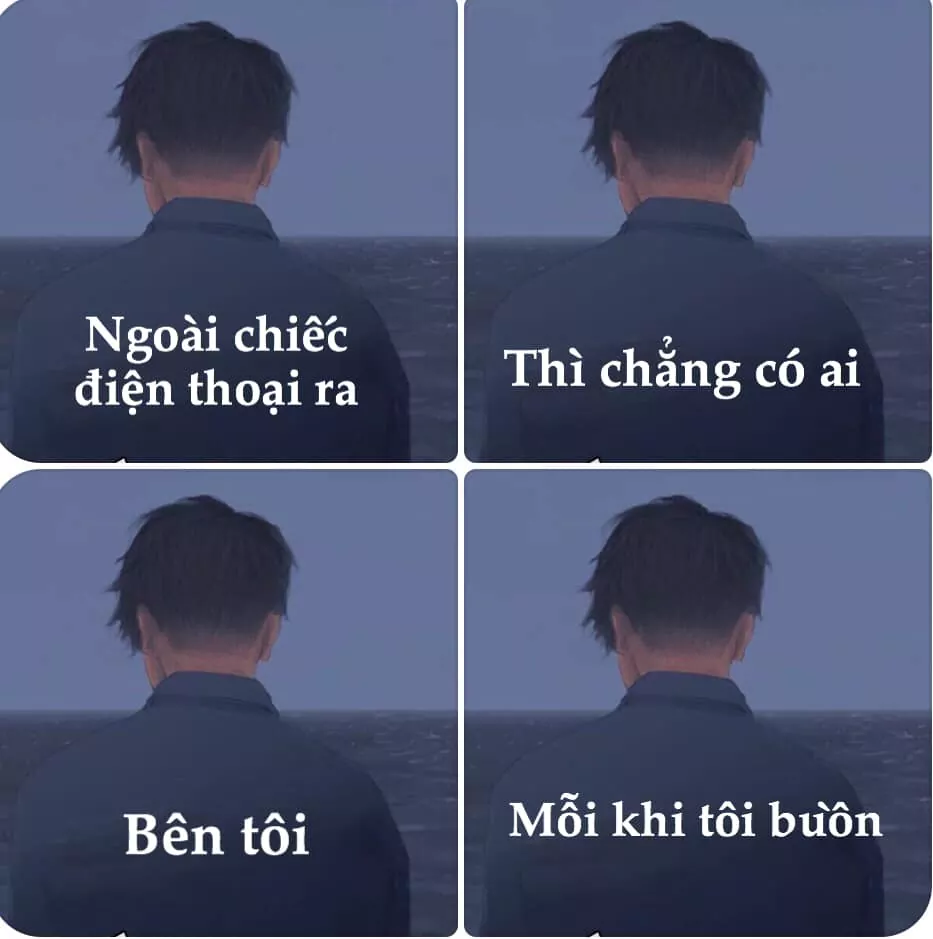 Ngoài chiếc
điện thoại ra
Thì chẳng có ai
Bên tôi
Mỗi khi tôi buồn